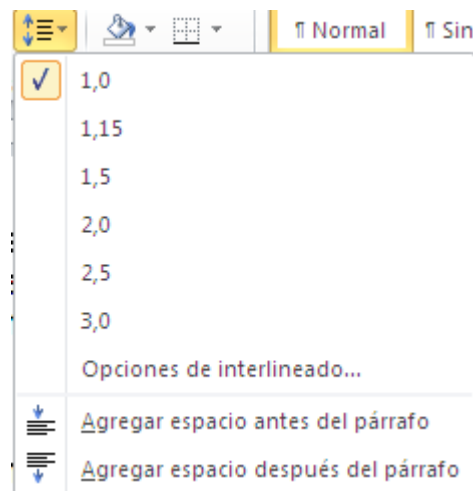 ¶ Normal ¶ Sin
1,0
1,15
1,5
2,0
2,5
3,0
Opciones de interlineado...
Agregar espacio antes del párrafo
Agregar espacio después del párrafo